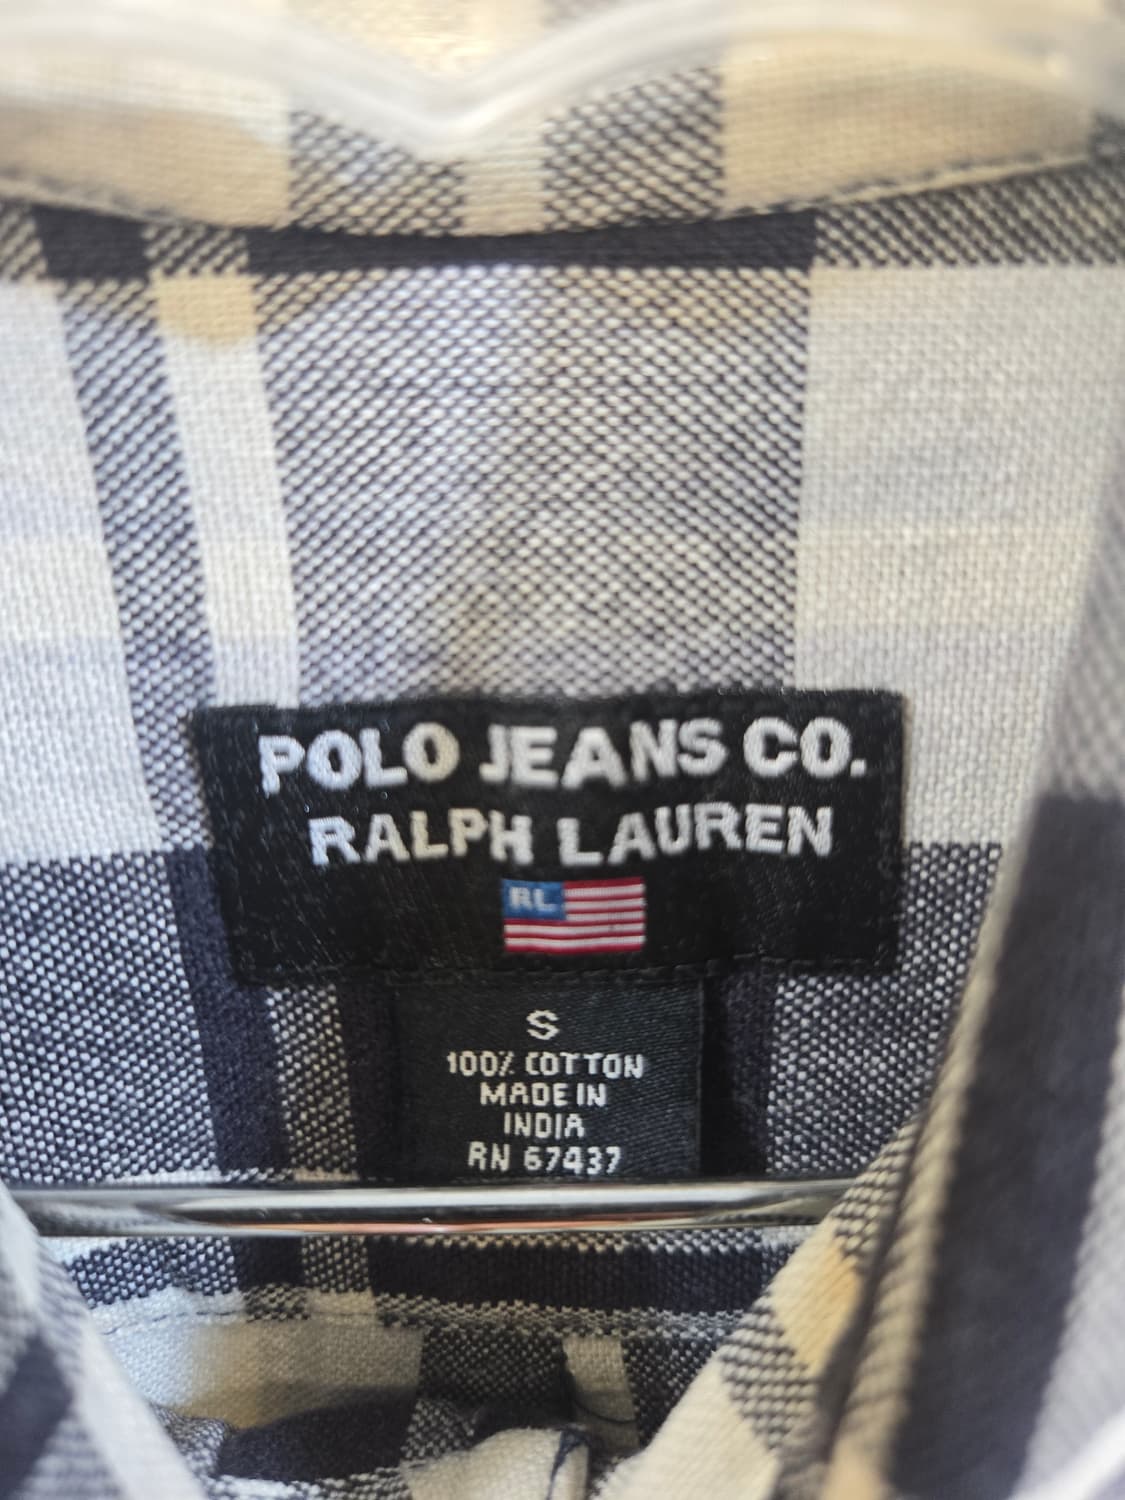 POLO JEANS CO.
RALPH LAUREN
RL
S
100% COTTON
MADE IN
INDIA
RN 67437